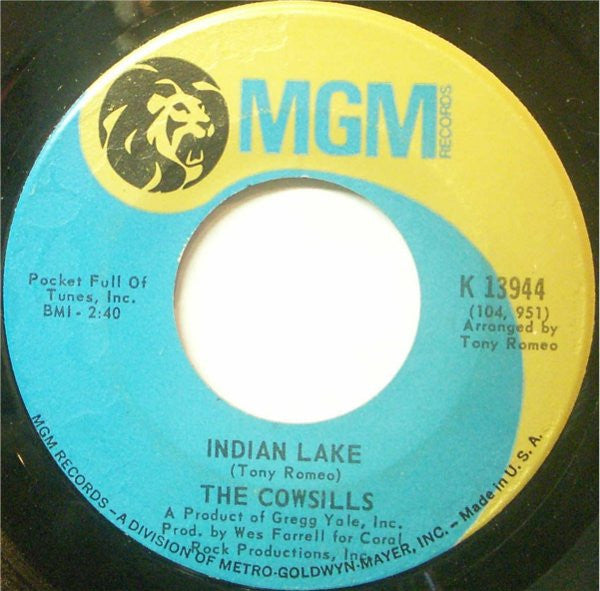 MGM
RECORDS
Pocket Full Of
Tunes, Inc.
BMI - 2:40
K 13944
(104, 951)
Arranged by
Tony Romeo
INDIAN LAKE
(Tony Romeo)
THE COWSILLS
A Product of Gregg Yale, Inc.
Prod. by Wes Farrell for Coral
Rock Productions, Inc.
MGM RECORDS – A DIVISION OF METRO-GOLDWYN-MAYER, INC. – Made in U. S. A.